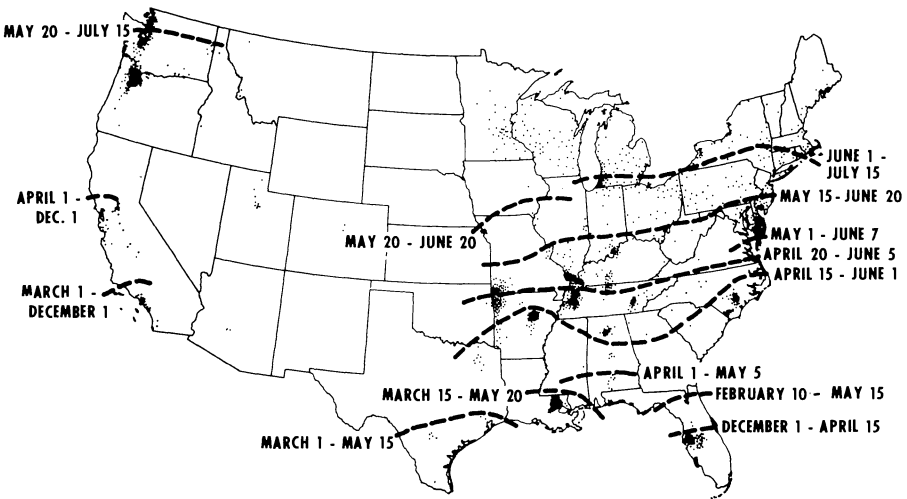 MAY 20 - JULY 15
JUNE 1 -
JULY 15
APRIL 1 -
DEC. 1
MAY 15 - JUNE 20
MAY 20 - JUNE 20
MAY 1 - JUNE 7
APRIL 20 - JUNE 5
APRIL 15 - JUNE 1
MARCH 1 -
DECEMBER 1
APRIL 1 - MAY 5
MARCH 15 - MAY 20
FEBRUARY 10 - MAY 15
DECEMBER 1 - APRIL 15
MARCH 1 - MAY 15